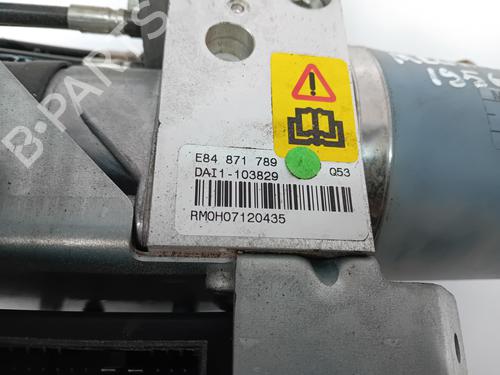 B-PARTS
E84 871 789
DAI1-103829 Q53
RM0H07120435